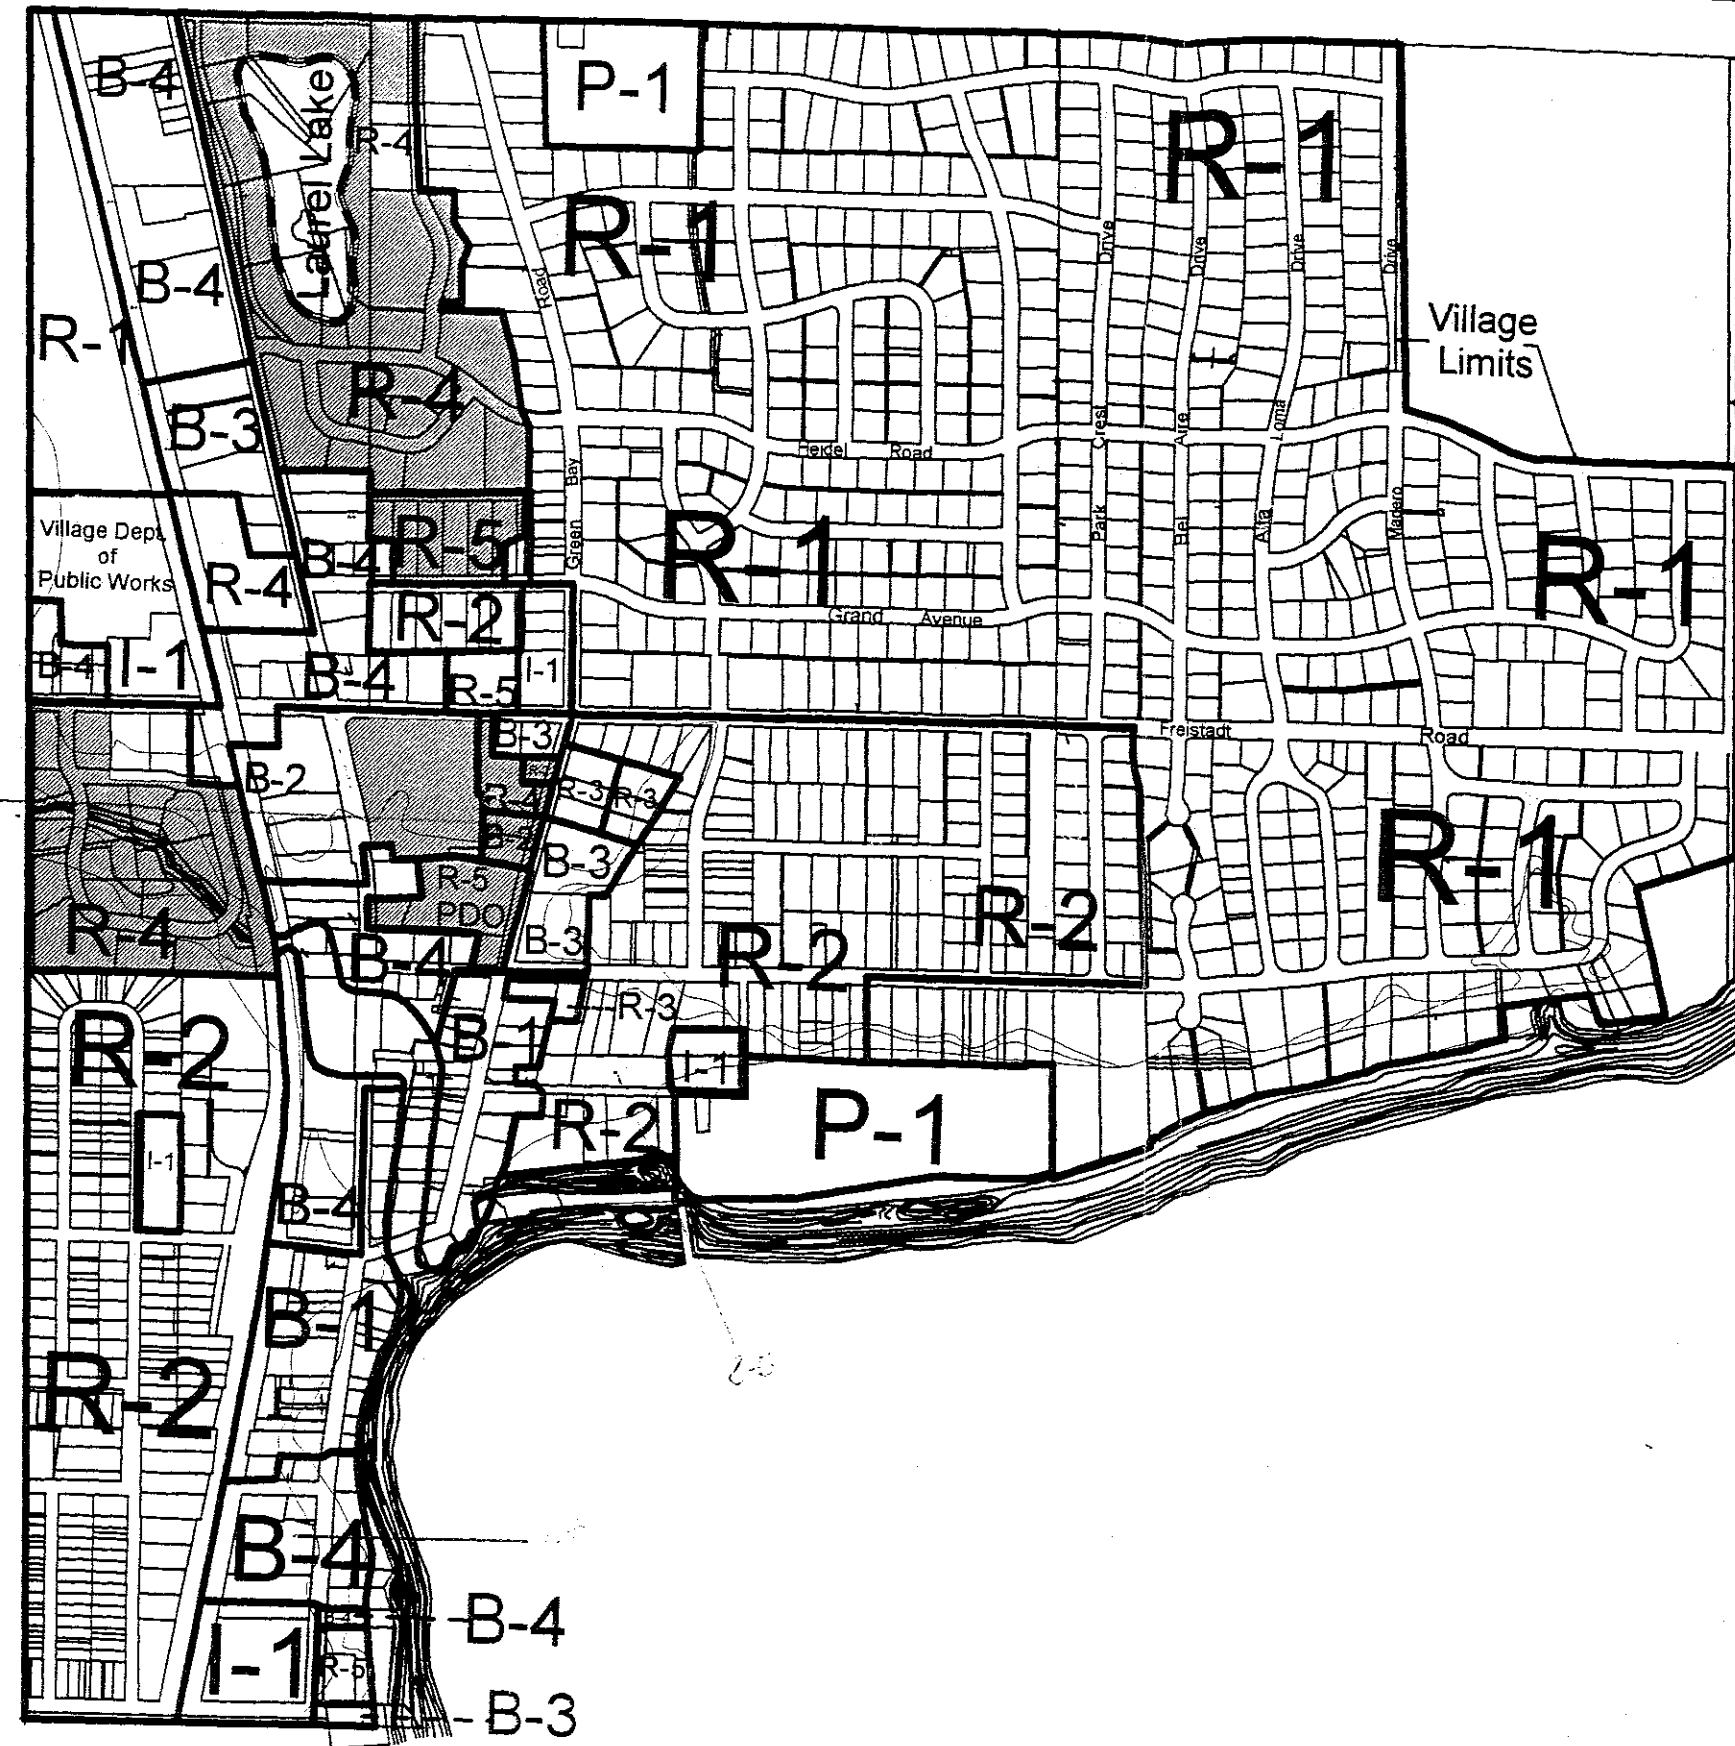 B-4
P-1
R-1
Laurel Lake
R-4
R-1
Drive
Drive
Drive
Drive
B-4
Road
R-1
Village
Limits
R-4
B-3
Crest
Arre
Loma
Heidel Road
Green Bay
Village Dept.
of
Public Works
R-4
B-4
R-5
R-1
Park
Bel
Alta
Madero
R-1
R-2
Grand Avenue
B-4
I-1
B-4
R-5
I-1
B-3
Freistadt Road
B-2
R-4
R-3
R-3
B-3
R-1
R-5
PDO
R-4
B-4
B-3
R-2
R-2
R-2
B-1
R-3
I-1
P-1
R-2
I-1
B-4
B-1
R-2
B-4
B-4
I-1
R-5
B-3